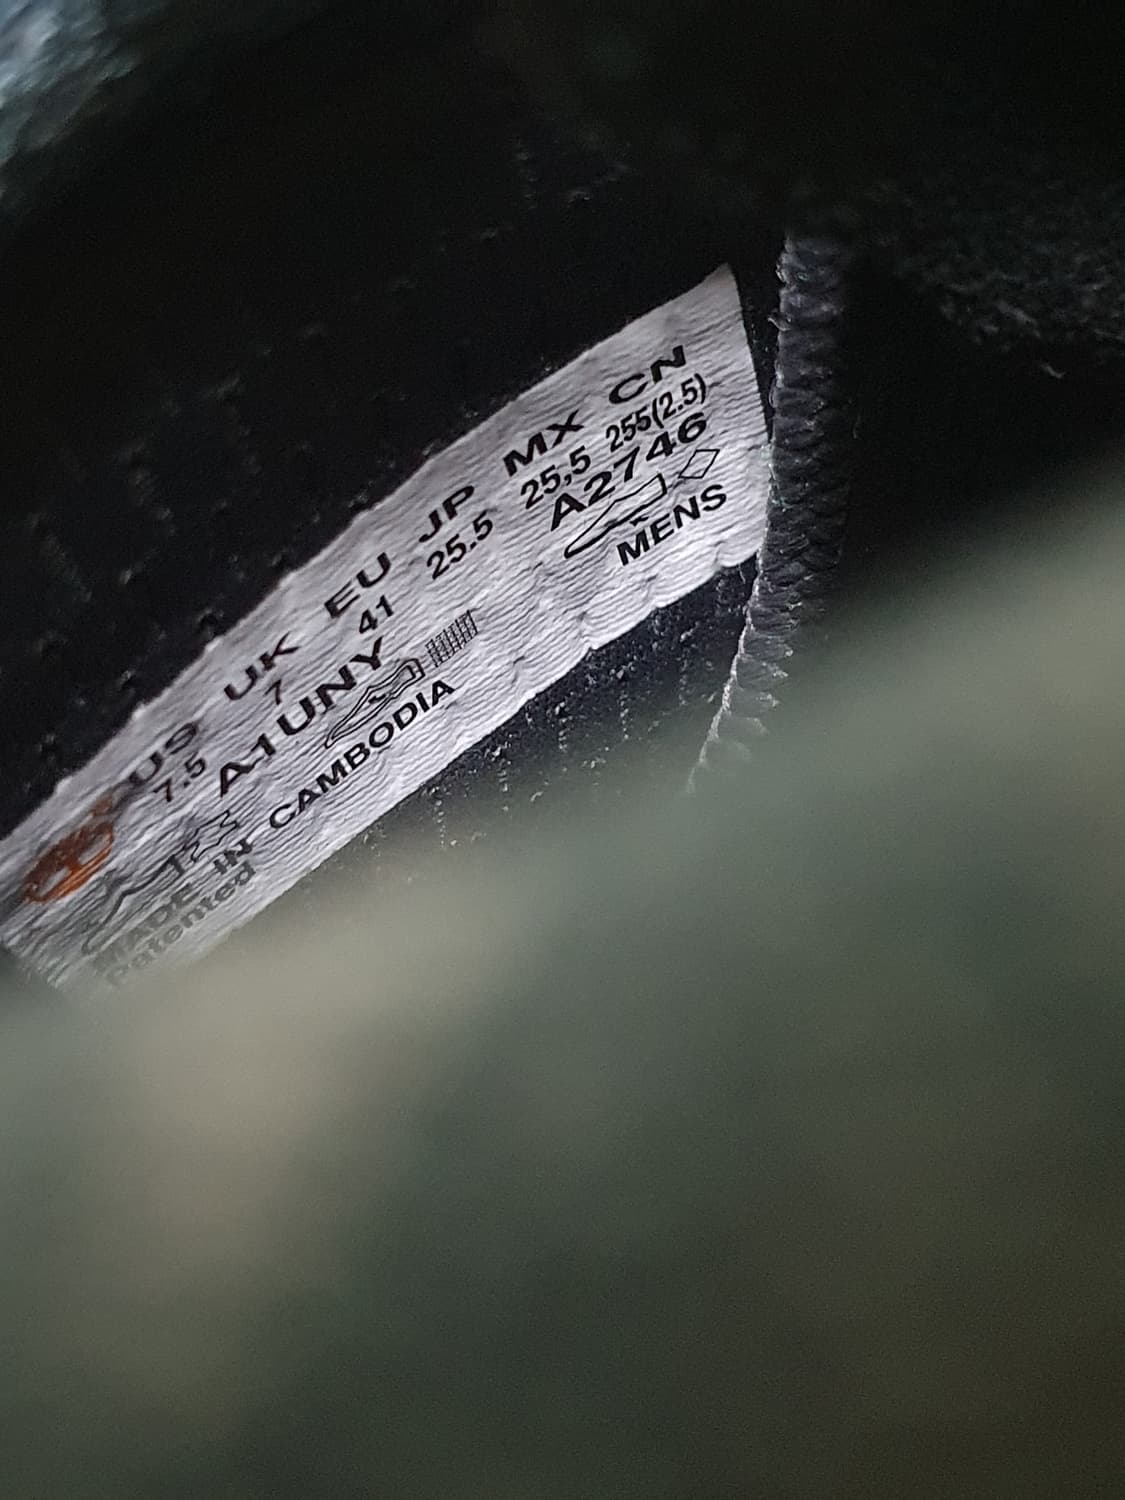 US UK EU JP MX CN
7.5 7 41 25.5 25,5 255(2.5)
A1UNY A2746
MADE IN CAMBODIA MENS
Patented